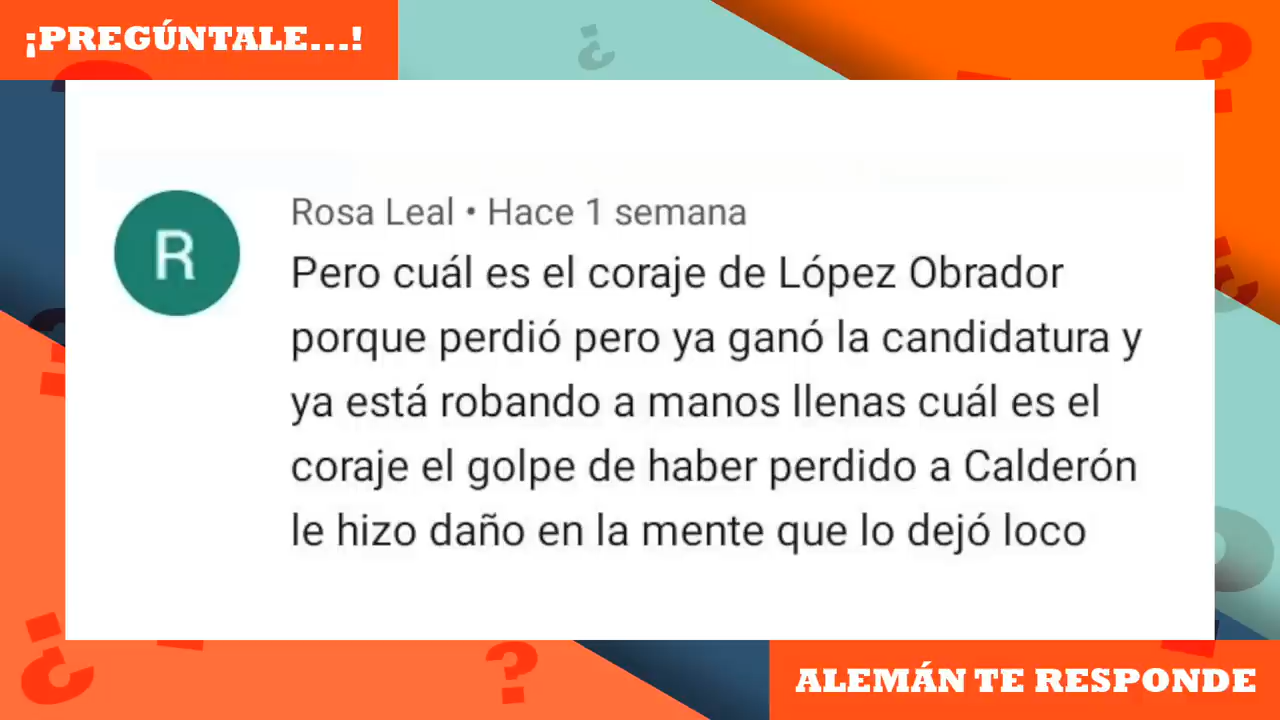 ¡PREGÚNTALE...!
R
Rosa Leal • Hace 1 semana
Pero cuál es el coraje de López Obrador
porque perdió pero ya ganó la candidatura y
ya está robando a manos llenas cuál es el
coraje el golpe de haber perdido a Calderón
le hizo daño en la mente que lo dejó loco
ALEMÁN TE RESPONDE